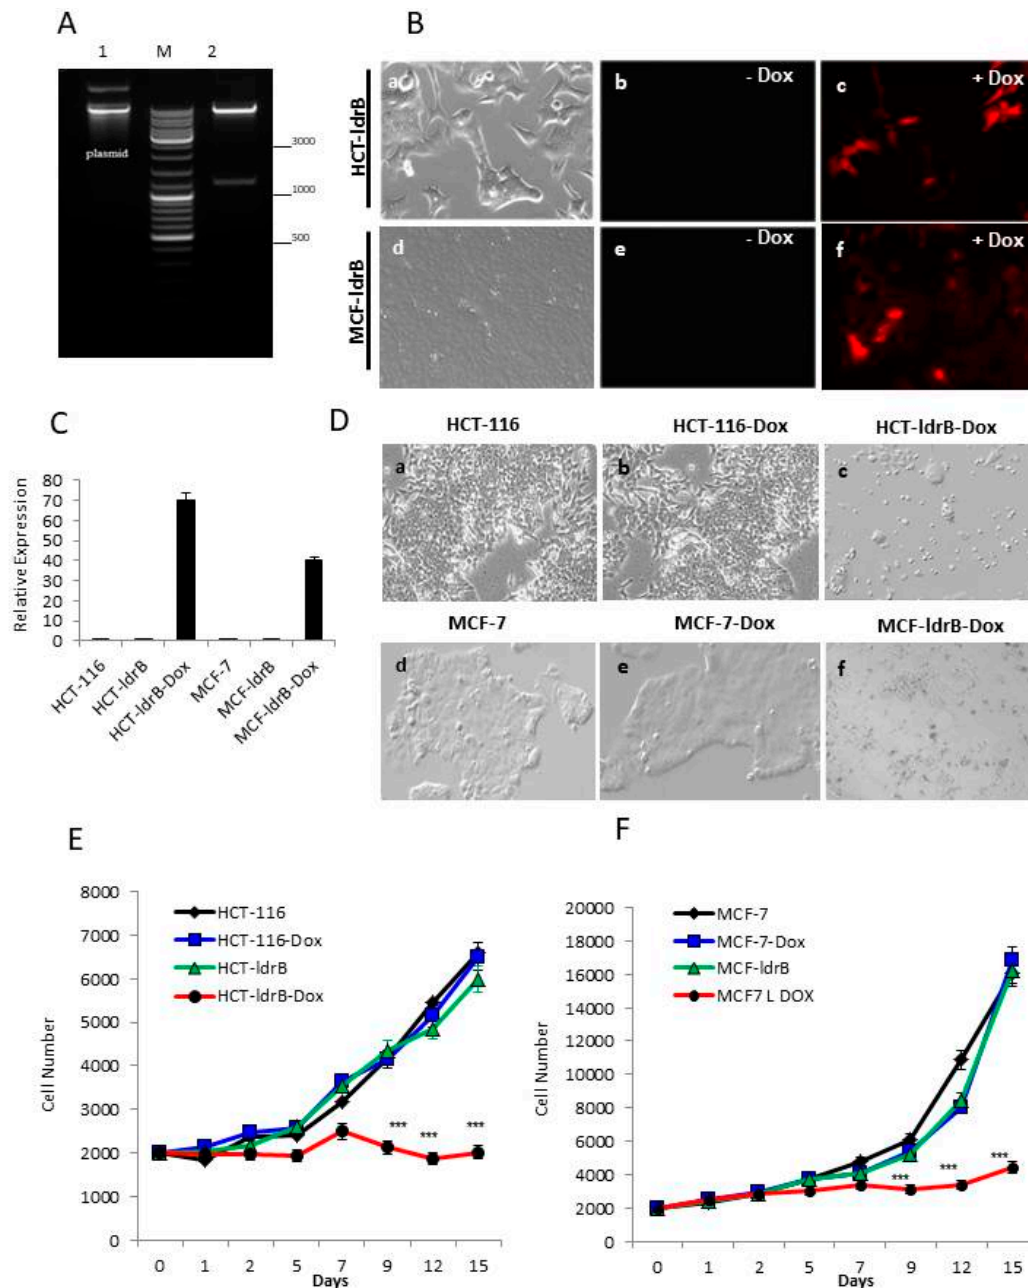 A
1 M 2
plasmid
3000
1000
500
B
HCT-ldrB
a
b
- Dox
c
+ Dox
MCF-ldrB
d
e
- Dox
f
+ Dox
C
Relative Expression
80
70
60
50
40
30
20
10
0
HCT-116
HCT-ldrB
HCT-ldrB-Dox
MCF-7
MCF-ldrB
MCF-ldrB-Dox
D
HCT-116
HCT-116-Dox
HCT-ldrB-Dox
a
b
c
MCF-7
MCF-7-Dox
MCF-ldrB-Dox
d
e
f
E
Cell Number
8000
7000
6000
5000
4000
3000
2000
1000
0
HCT-116
HCT-116-Dox
HCT-ldrB
HCT-ldrB-Dox
*** *** ***
0 1 2 5 7 9 12 15
Days
F
Cell Number
20000
18000
16000
14000
12000
10000
8000
6000
4000
2000
0
MCF-7
MCF-7-Dox
MCF-ldrB
MCF7 L DOX
*** *** ***
0 1 2 5 7 9 12 15
Days